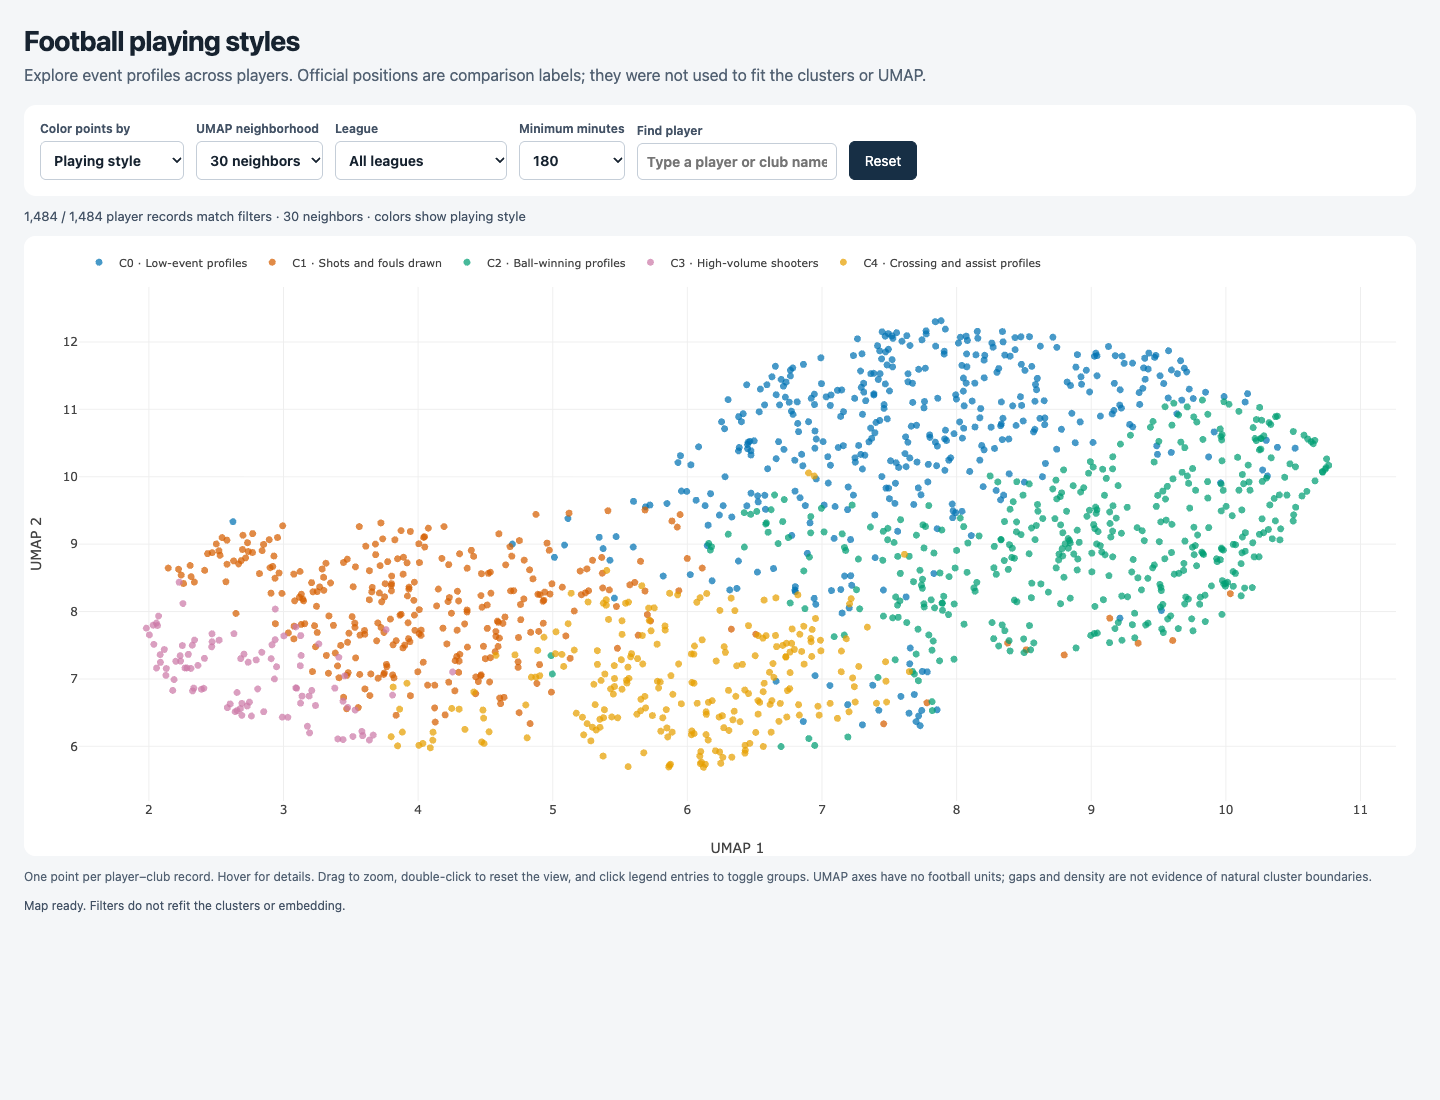 Football playing styles
Explore event profiles across players. Official positions are comparison labels; they were not used to fit the clusters or UMAP.
Color points by
UMAP neighborhood
League
Minimum minutes
Find player
Playing style
30 neighbors
All leagues
180
Type a player or club name
Reset
1,484 / 1,484 player records match filters · 30 neighbors · colors show playing style
C0 · Low-event profiles
C1 · Shots and fouls drawn
C2 · Ball-winning profiles
C3 · High-volume shooters
C4 · Crossing and assist profiles
12
11
10
9
8
7
6
UMAP 2
2
3
4
5
6
7
8
9
10
11
UMAP 1
One point per player–club record. Hover for details. Drag to zoom, double-click to reset the view, and click legend entries to toggle groups. UMAP axes have no football units; gaps and density are not evidence of natural cluster boundaries.
Map ready. Filters do not refit the clusters or embedding.